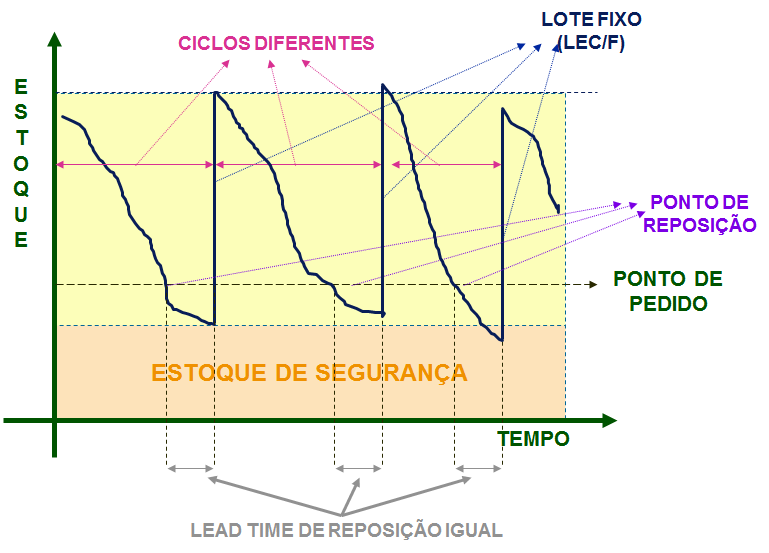 CICLOS DIFERENTES
LOTE FIXO
(LEC/F)
ESTOQUE
PONTO DE
REPOSIÇÃO
PONTO DE
PEDIDO
ESTOQUE DE SEGURANÇA
TEMPO
LEAD TIME DE REPOSIÇÃO IGUAL